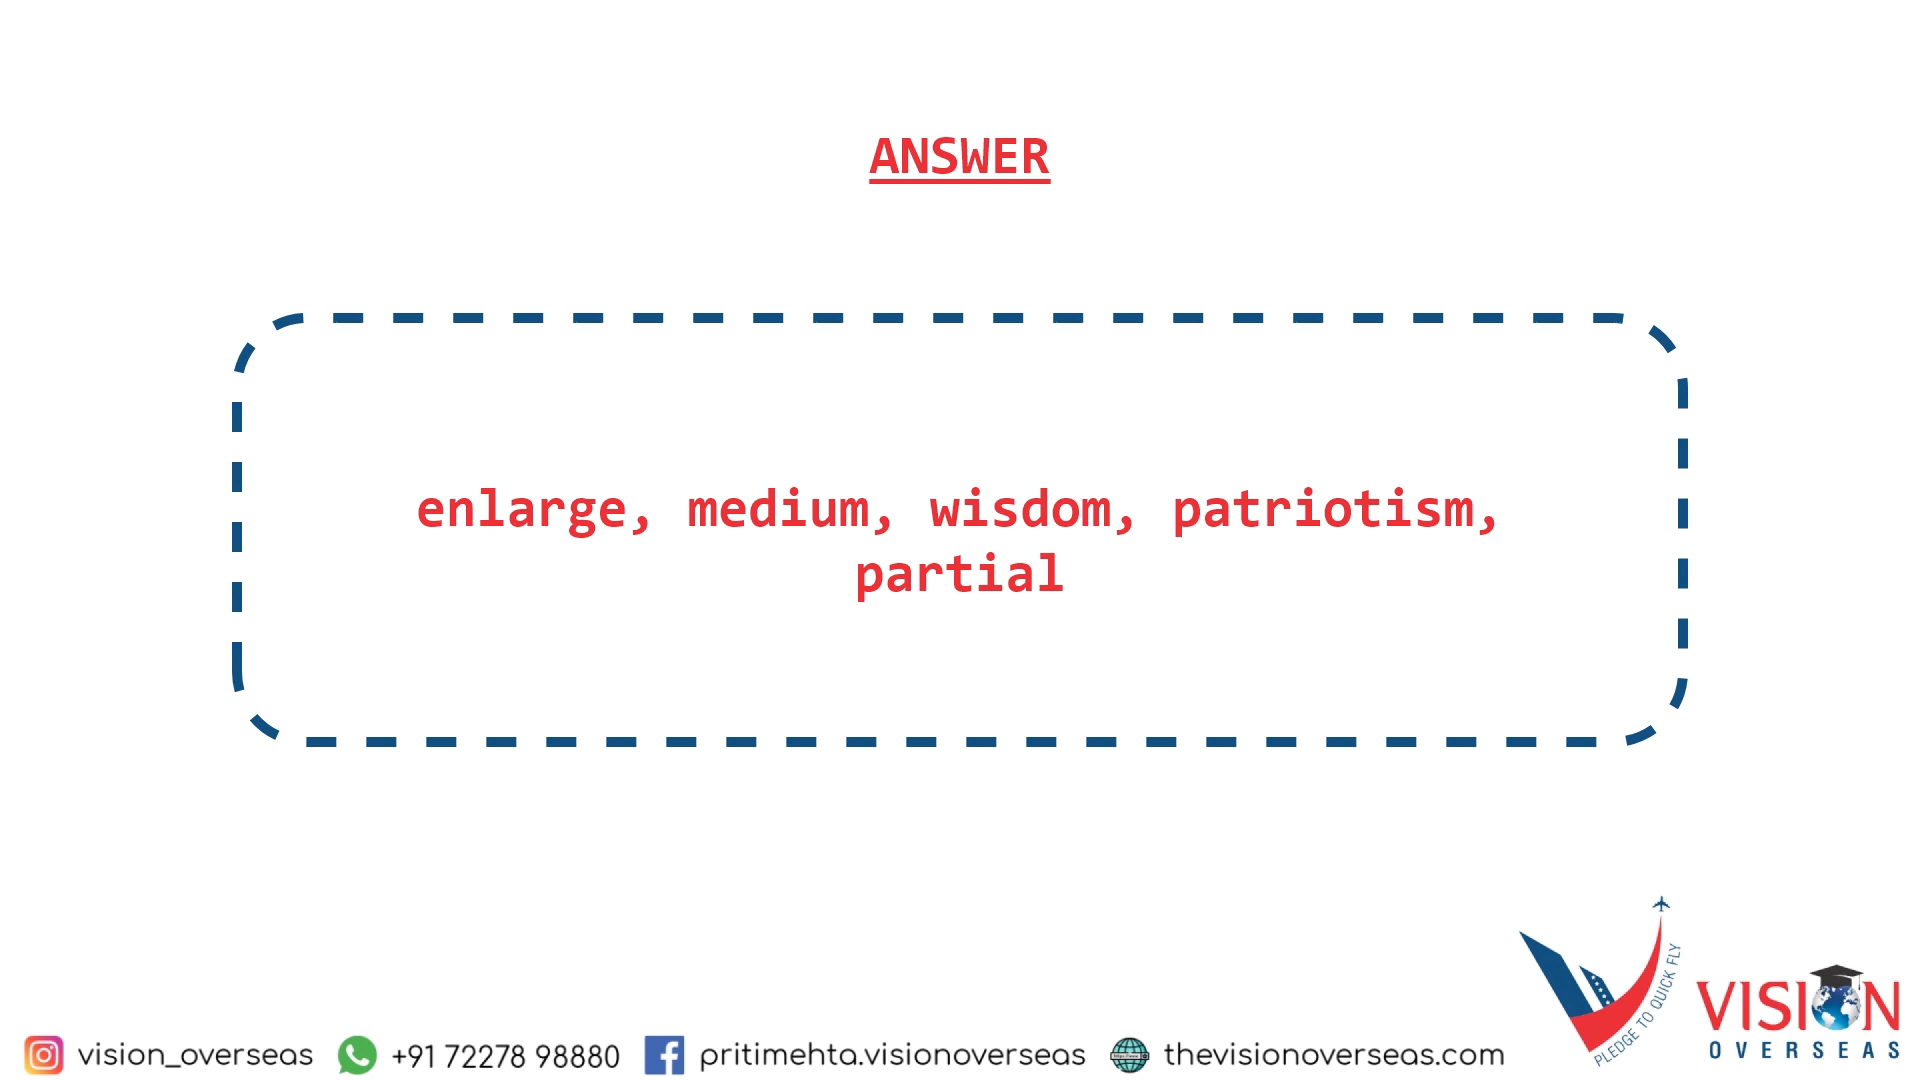 ANSWER
enlarge, medium, wisdom, patriotism,
partial
PLEDGE TO QUICK FLY
VISION
OVERSEAS
vision_overseas
+91 72278 98880
pritimehta.visionoverseas
thevisionoverseas.com